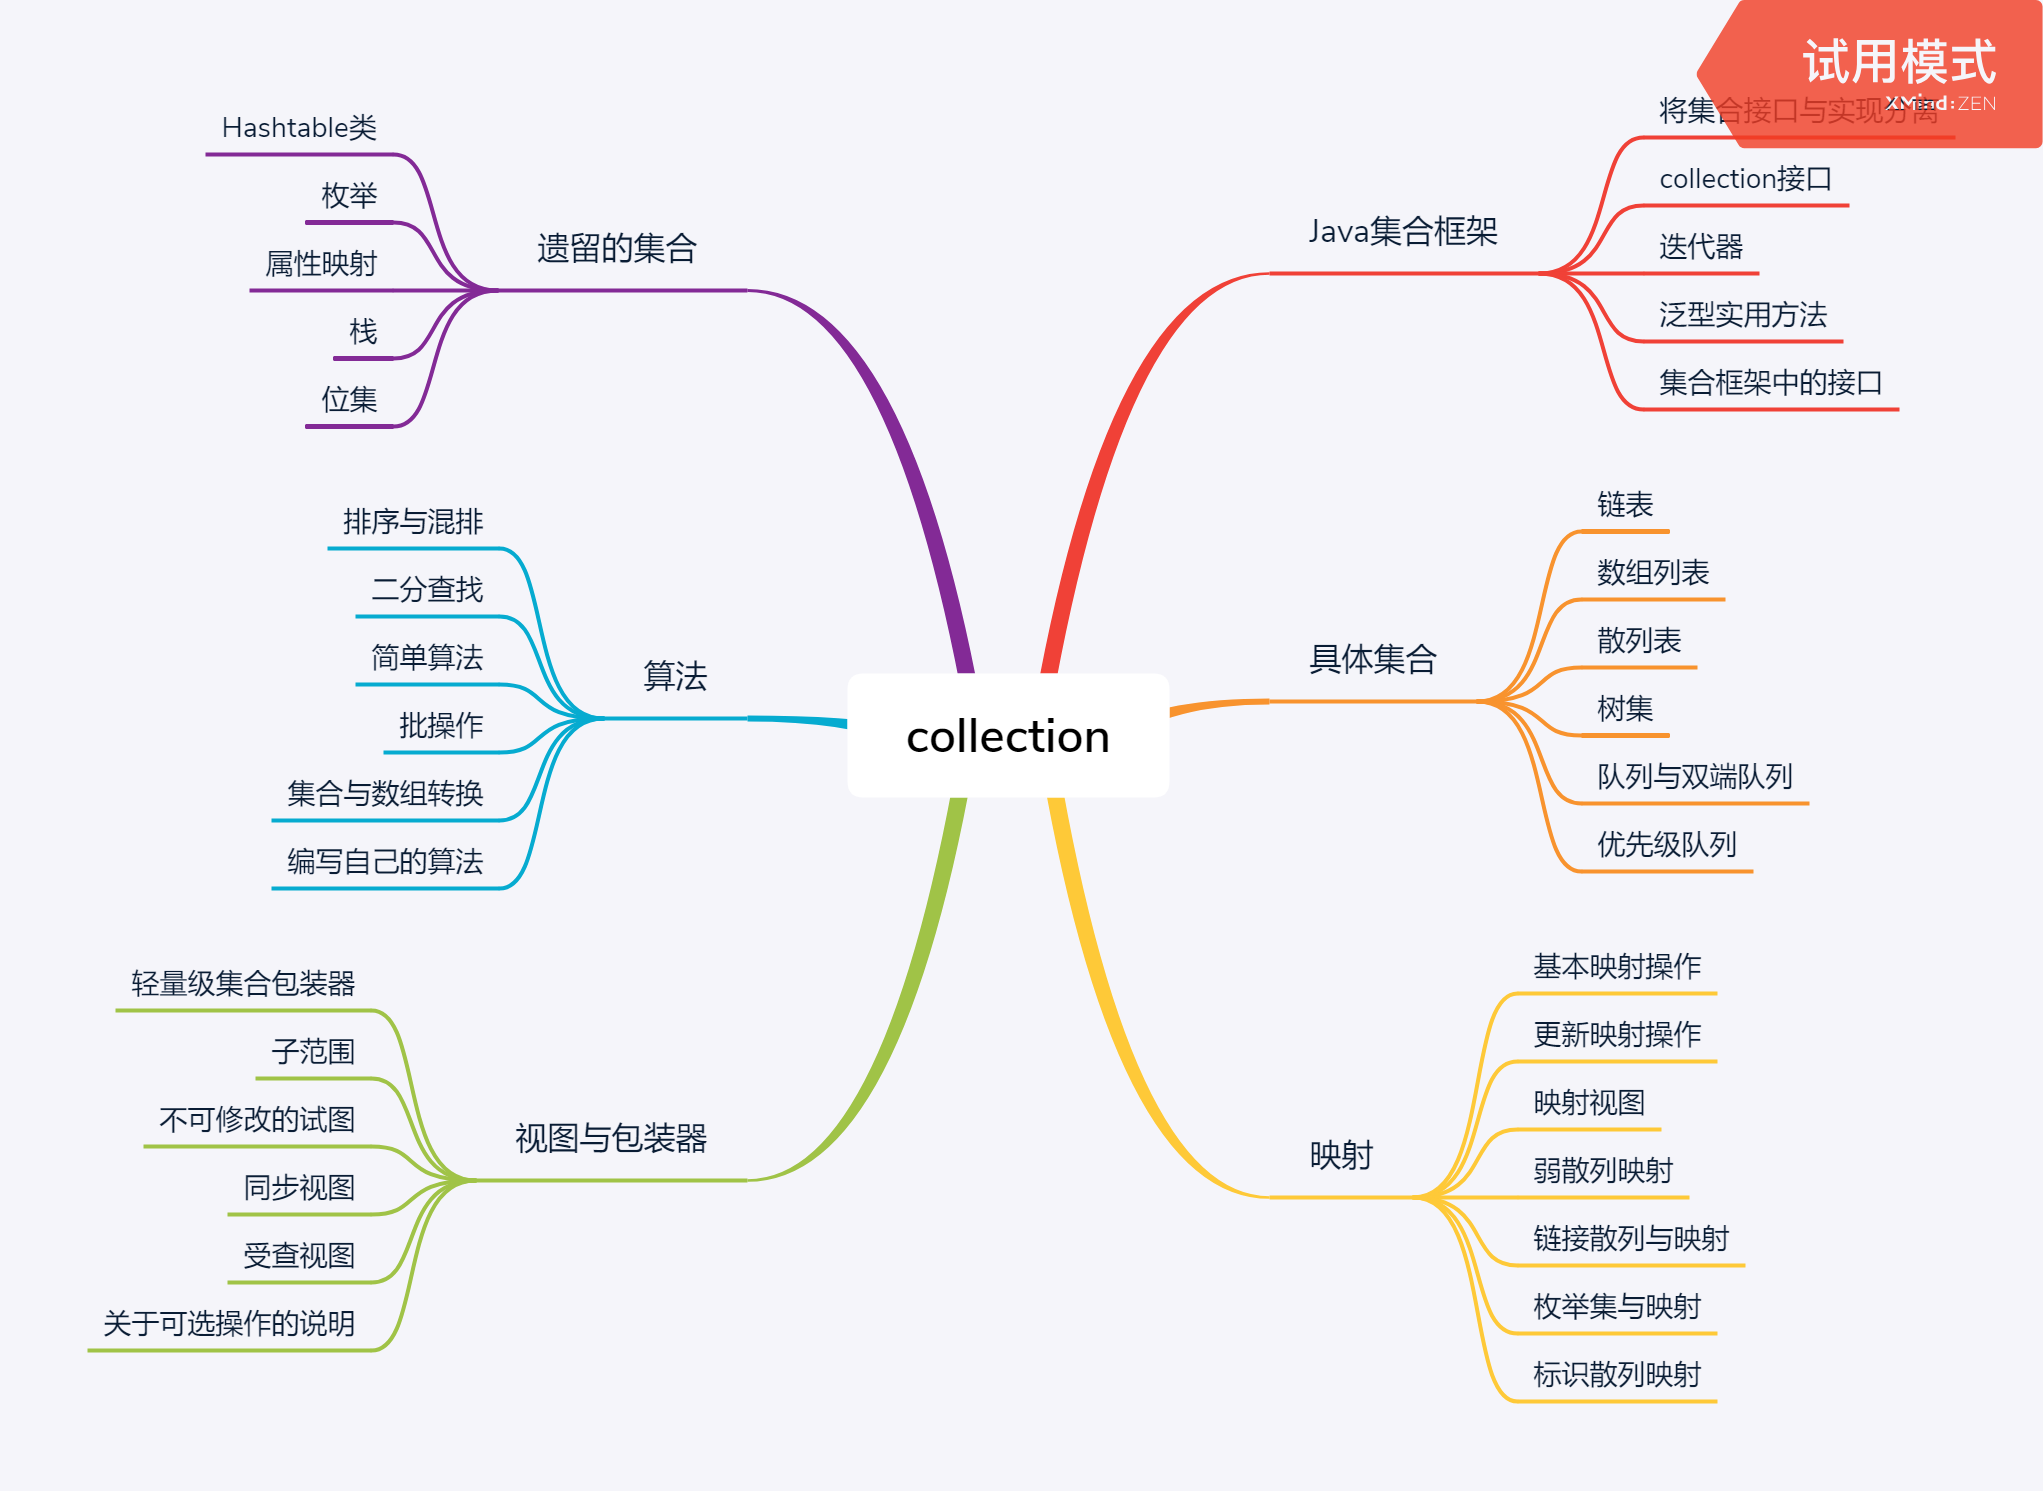 试用模式
XMind:ZEN
Java集合框架
将集合接口与实现分离
collection接口
迭代器
泛型实用方法
集合框架中的接口
具体集合
链表
数组列表
散列表
树集
队列与双端队列
优先级队列
映射
基本映射操作
更新映射操作
映射视图
弱散列映射
链接散列与映射
枚举集与映射
标识散列映射
collection
遗留的集合
Hashtable类
枚举
属性映射
栈
位集
算法
排序与混排
二分查找
简单算法
批操作
集合与数组转换
编写自己的算法
视图与包装器
轻量级集合包装器
子范围
不可修改的试图
同步视图
受查视图
关于可选操作的说明